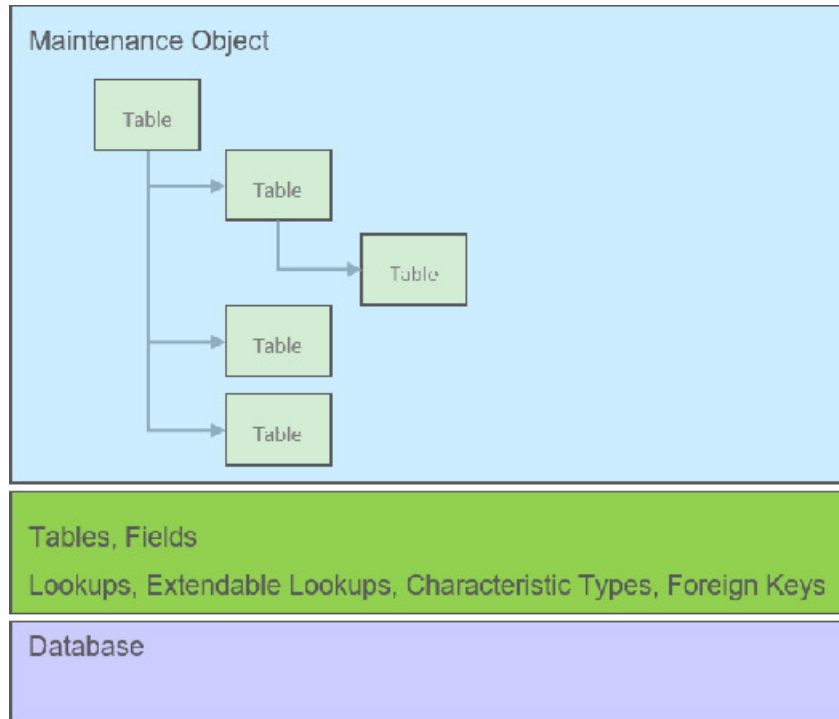 Maintenance Object
Table
Table
Table
Table
Table
Tables, Fields
Lookups, Extendable Lookups, Characteristic Types, Foreign Keys
Database